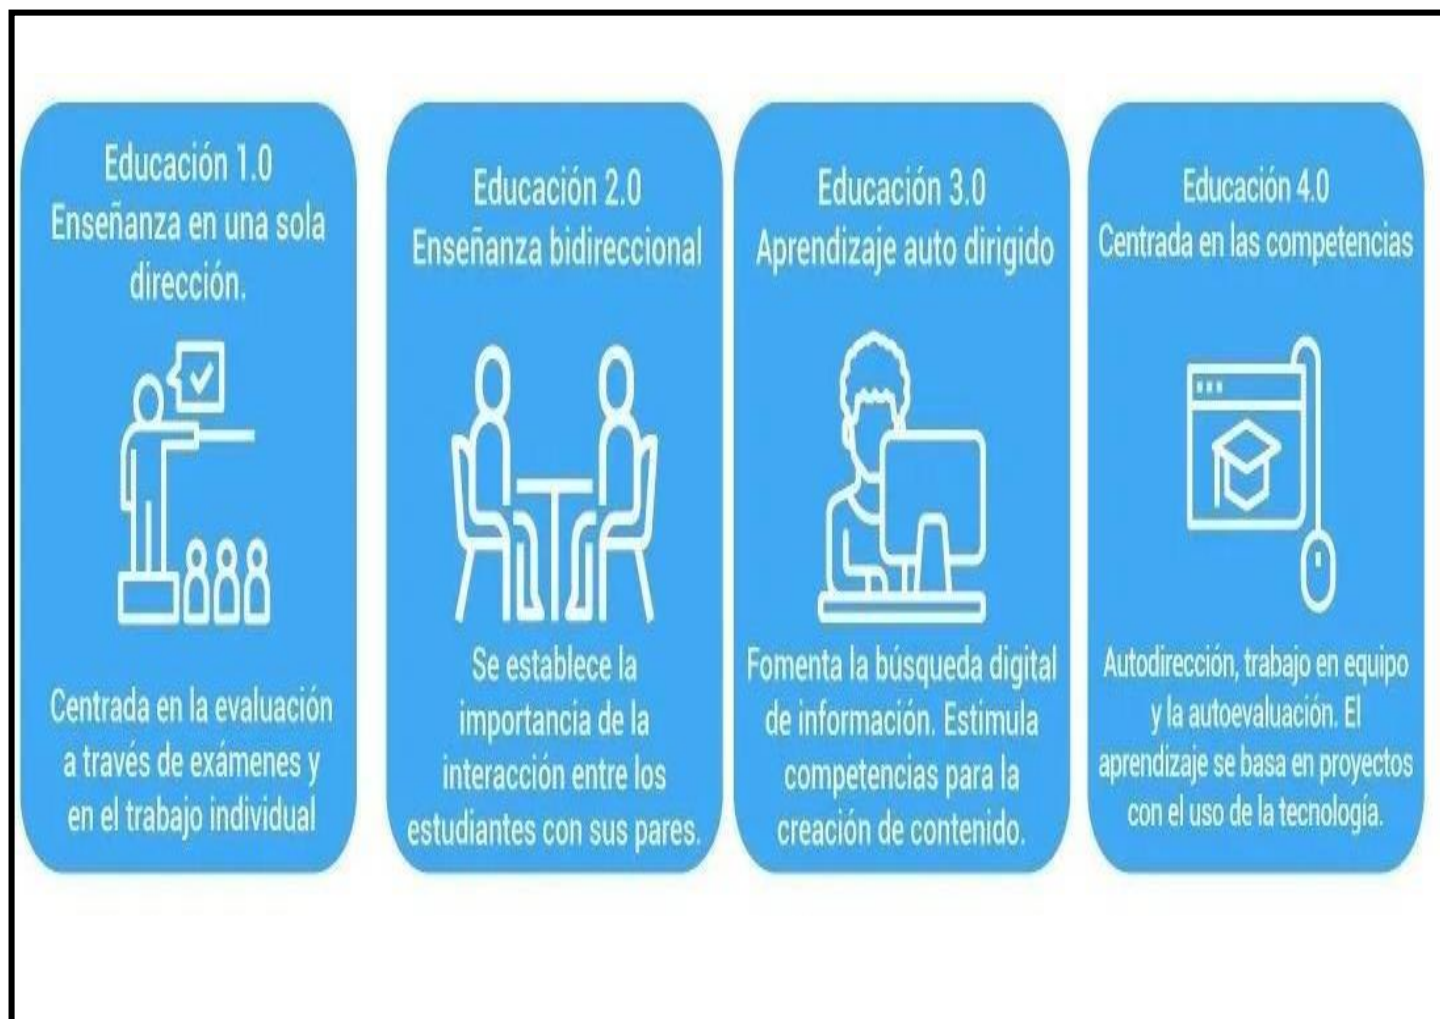 Educación 1.0
Enseñanza en una sola
dirección.
Centrada en la evaluación
a través de exámenes y
en el trabajo individual
Educación 2.0
Enseñanza bidireccional
Se establece la
importancia de la
interacción entre los
estudiantes con sus pares.
Educación 3.0
Aprendizaje auto dirigido
Fomenta la búsqueda digital
de información. Estimula
competencias para la
creación de contenido.
Educación 4.0
Centrada en las competencias
Autodirección, trabajo en equipo
y la autoevaluación. El
aprendizaje se basa en proyectos
con el uso de la tecnología.